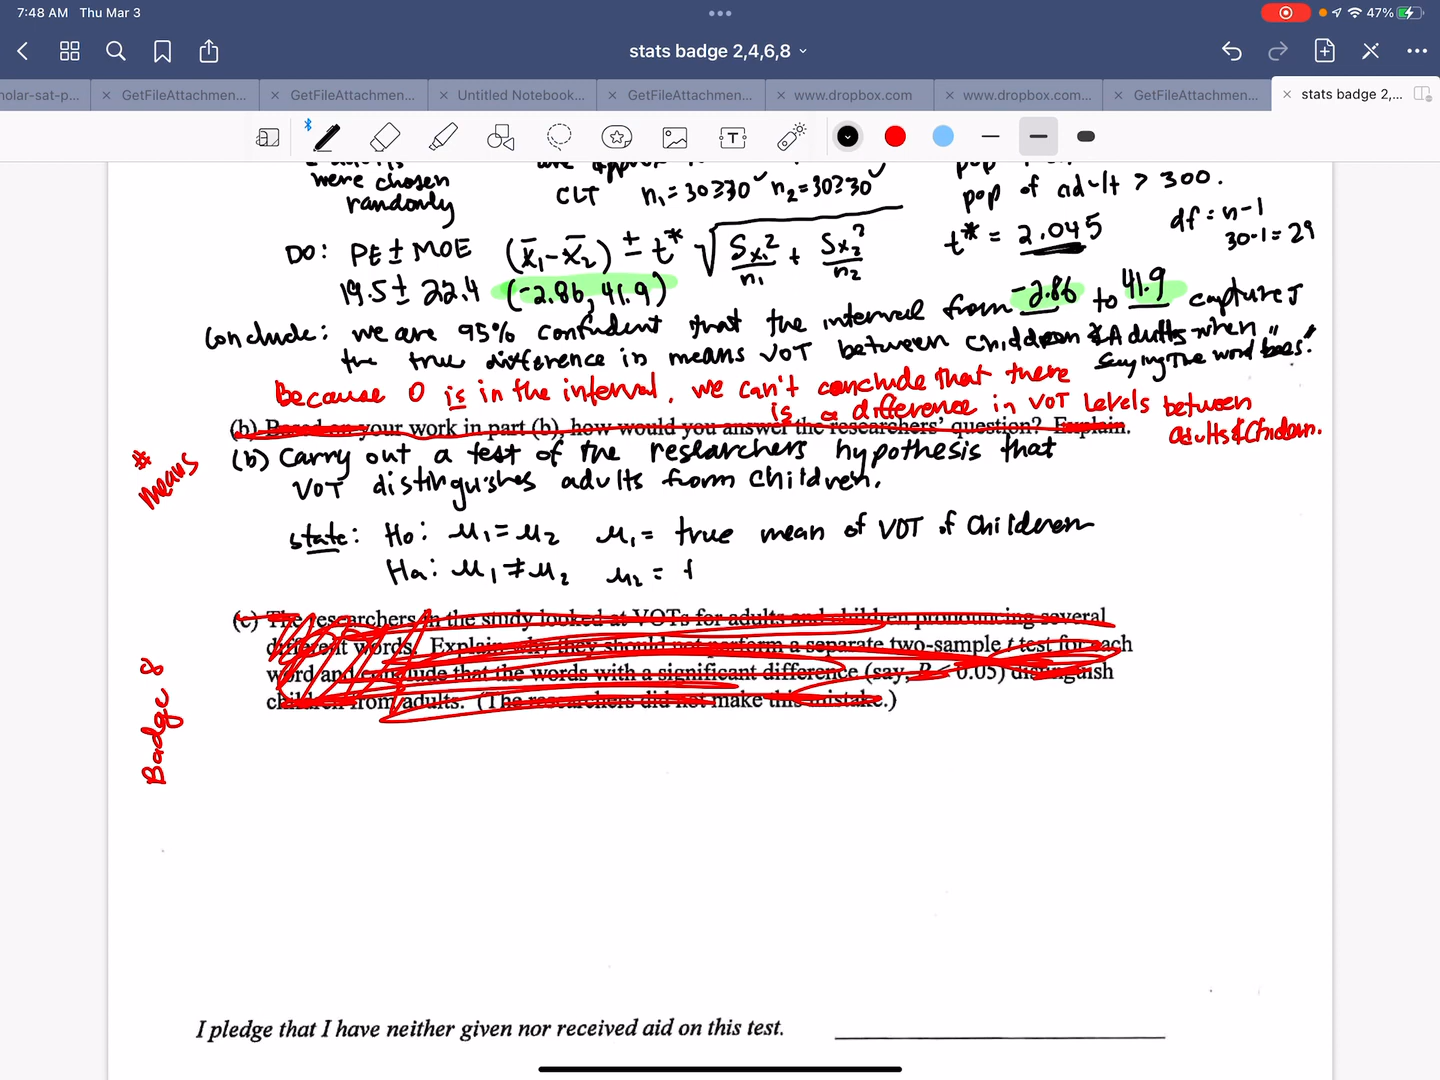 7:48 AM Thu Mar 3
47%
stats badge 2,4,6,8
holar-sat-p...
GetFileAttachmen...
GetFileAttachmen...
Untitled Notebook...
GetFileAttachmen...
www.dropbox.com
www.dropbox.com...
GetFileAttachmen...
stats badge 2,...
were chosen
randomly
CLT n₁=30≥30✓ n₂=30≥30✓
pop of adult > 300.
DO: PE ± MOE (x̄₁-x̄₂) ± t* √(Sx₁²/n₁ + Sx₂²/n₂)
t* = 2.045
df = n-1
30-1 = 29
19.5 ± 22.4 (-2.86, 41.9)
Conclude: we are 95% confident that the interval from -2.86 to 41.9 captures
the true difference in means VOT between Children & Adults when
saying the word "bees."
Because 0 is in the interval, we can't conclude that there
is a difference in VOT levels between
adults & Children.
(b) Based on your work in part (b), how would you answer the researchers' question? Explain.
* means
(b) Carry out a test of the researchers hypothesis that
VOT distinguishes adults from children.
state: Ho: μ₁=μ₂ μ₁= true mean of VOT of Children
Ha: μ₁≠μ₂ μ₂ = t
(c) The researchers in the study looked at VOTs for adults and children pronouncing several
different words. Explain why they should not perform a separate two-sample t test for each
word and conclude that the words with a significant difference (say, P < 0.05) distinguish
children from adults. (The researchers did not make this mistake.)
Badge 8
I pledge that I have neither given nor received aid on this test.